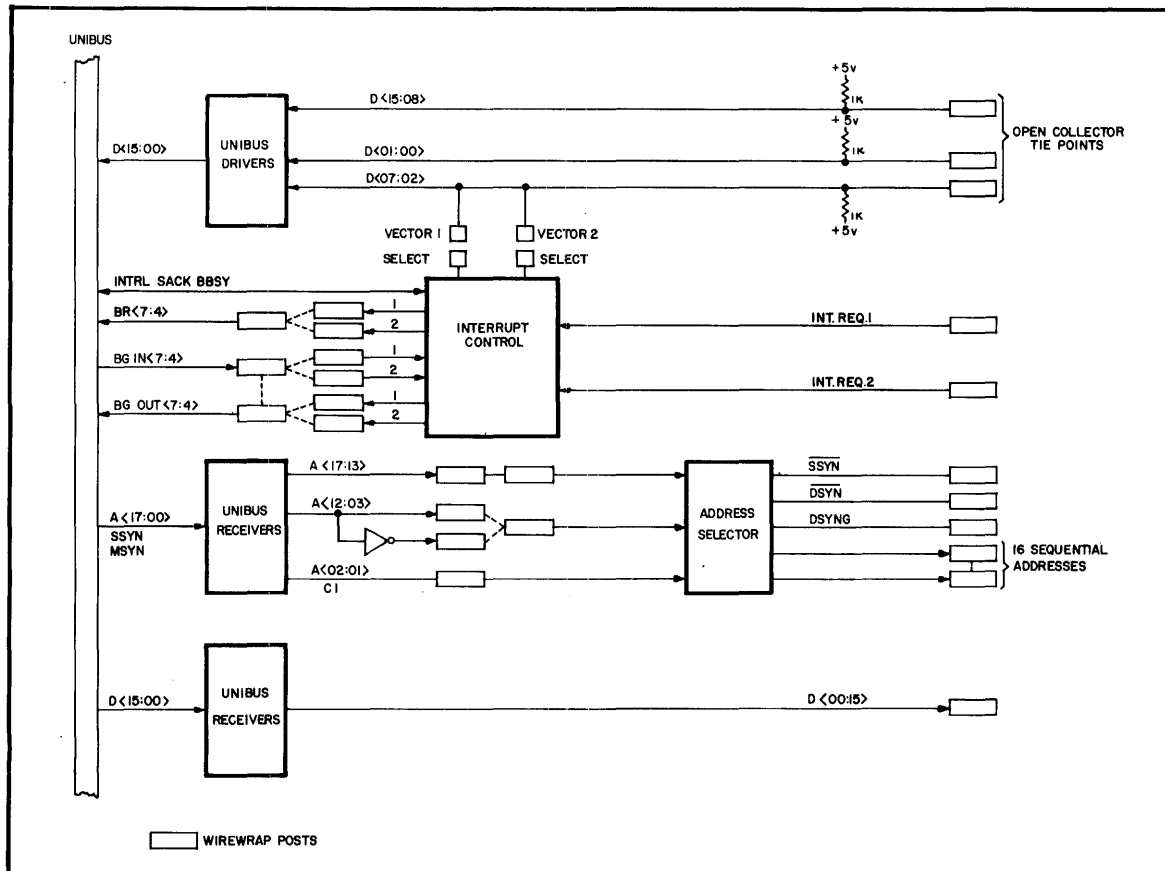 UNIBUS
+5v
1K
D<15:08>
+5v
OPEN COLLECTOR
TIE POINTS
UNIBUS
DRIVERS
D<15:00>
D<01:00>
1K
D<07:02>
1K
+5v
VECTOR 1
VECTOR 2
SELECT
SELECT
INTRL SACK BBSY
BR<7:4>
1
2
INTERRUPT
CONTROL
INT. REQ.1
BG IN<7:4>
1
2
INT.REQ.2
BG OUT<7:4>
1
2
A<17:13>
SSYN
DSYN
A<12:03>
UNIBUS
RECEIVERS
ADDRESS
SELECTOR
A<17:00>
SSYN
MSYN
DSYNG
16 SEQUENTIAL
ADDRESSES
A<02:01>
C1
UNIBUS
RECEIVERS
D<15:00>
D<00:15>
WIREWRAP POSTS